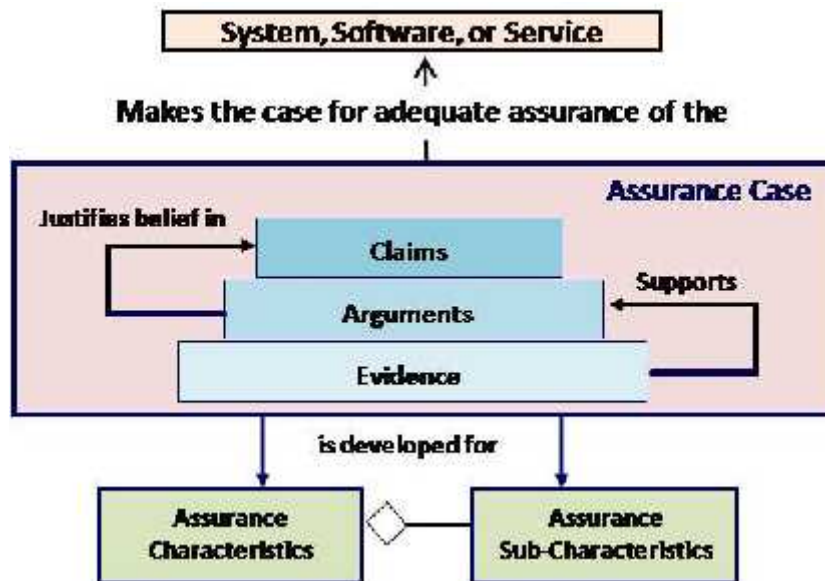 System, Software, or Service
Makes the case for adequate assurance of the
Assurance Case
Justifies belief in
Claims
Supports
Arguments
Evidence
is developed for
Assurance
Characteristics
Assurance
Sub-Characteristics